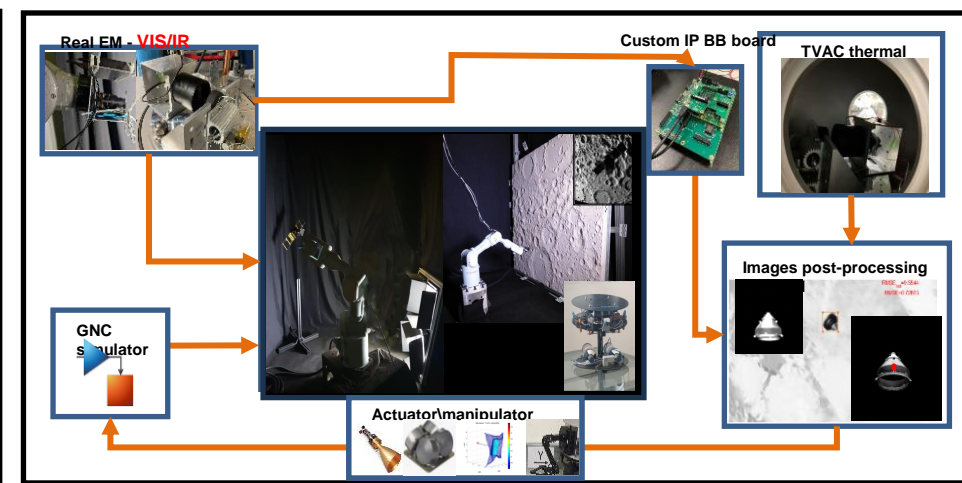 Real EM - VIS/IR
Custom IP BB board
TVAC thermal
Images post-processing
GNC
simulator
Actuator\manipulator
Y